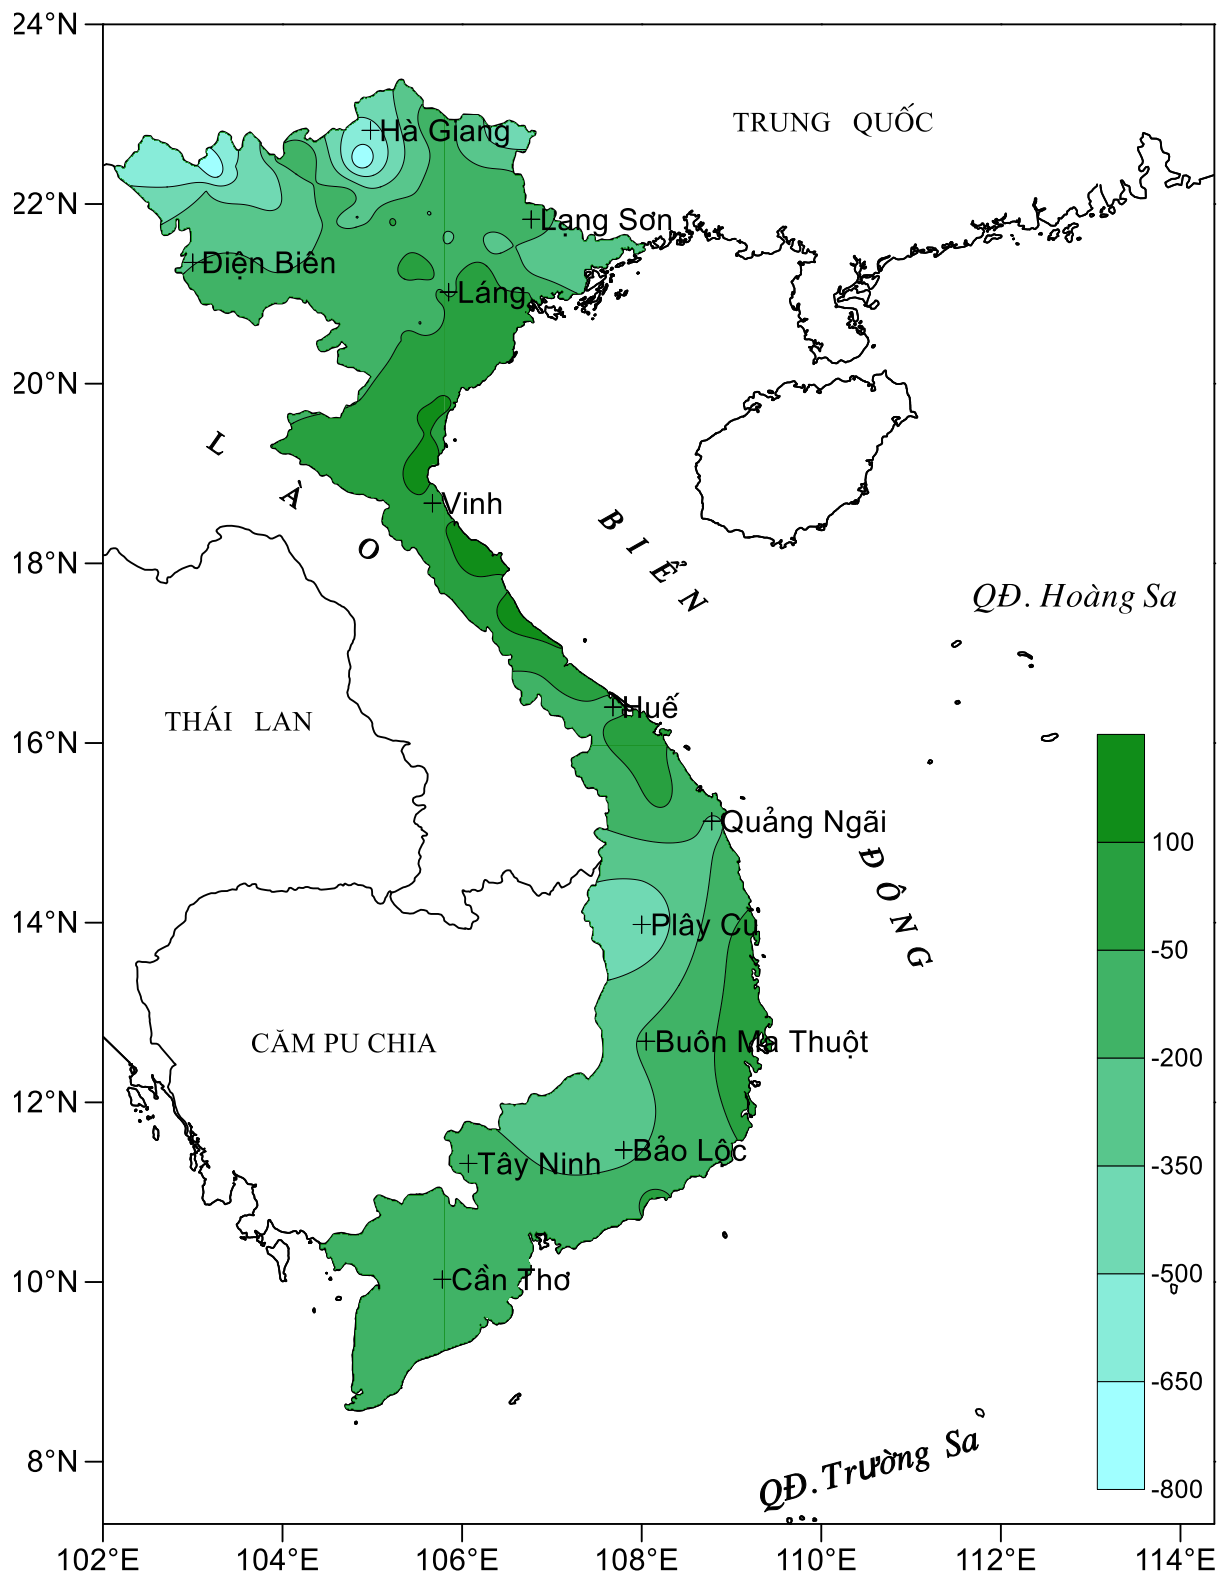 24°N
22°N
20°N
18°N
16°N
14°N
12°N
10°N
8°N
102°E
104°E
106°E
108°E
110°E
112°E
114°E
TRUNG QUỐC
Hà Giang
Lạng Sơn
Điện Biên
Láng
LÀO
Vinh
BIỂN
QĐ. Hoàng Sa
THÁI LAN
Huế
Quảng Ngãi
ĐÔNG
Plây Cu
CĂM PU CHIA
Buôn Ma Thuột
Bảo Lộc
Tây Ninh
Cần Thơ
QĐ. Trường Sa
100
-50
-200
-350
-500
-650
-800